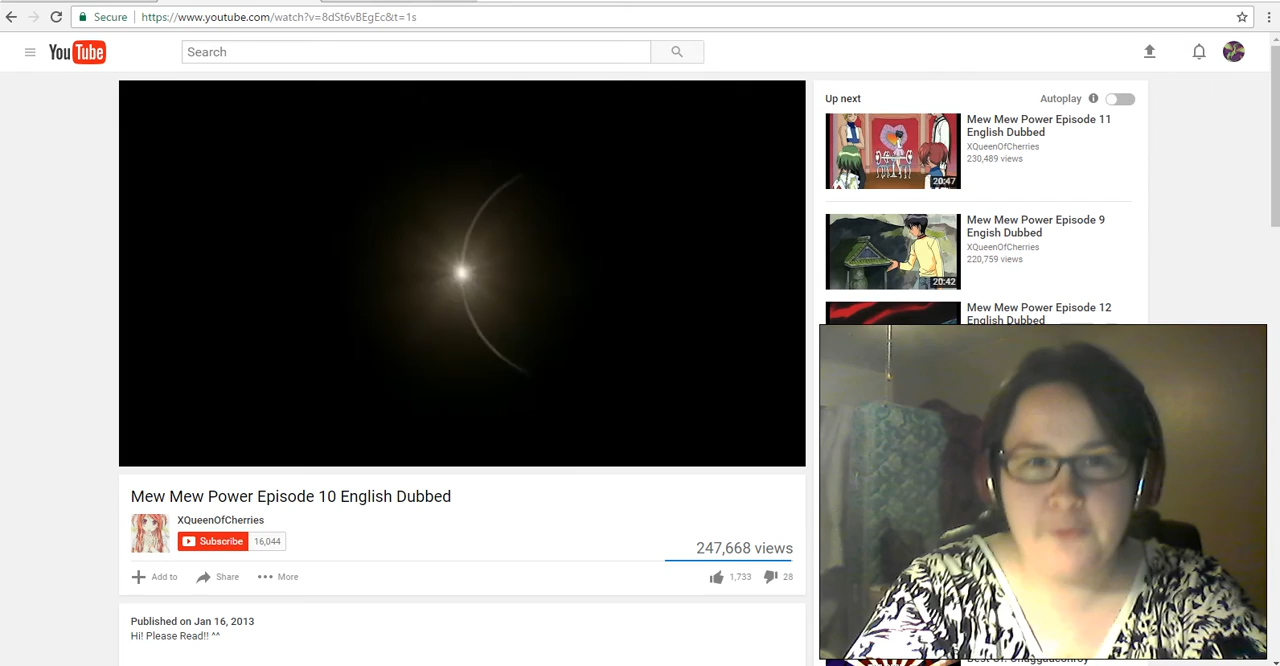 Secure
https://www.youtube.com/watch?v=8dSt6vBEgEc&t=1s
YouTube
Search
Mew Mew Power Episode 10 English Dubbed
XQueenOfCherries
Subscribe 16,044
247,668 views
Add to Share More 1,733 28
Published on Jan 16, 2013
Hi! Please Read!! ^^
Up next Autoplay
Mew Mew Power Episode 11
English Dubbed
XQueenOfCherries
230,489 views
20:47
Mew Mew Power Episode 9
Engish Dubbed
XQueenOfCherries
220,759 views
20:42
Mew Mew Power Episode 12
English Dubbed
Best Of: